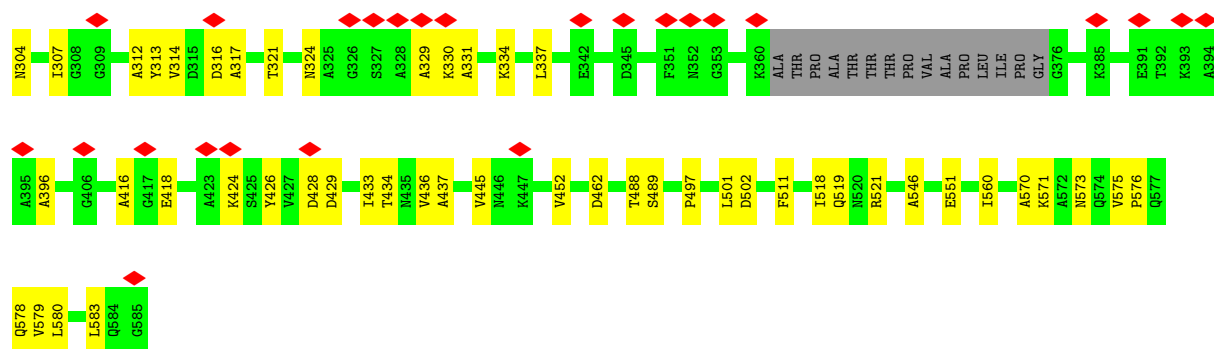 N304 I307 G308 G309 A312 Y313 V314 D315 D316 A317 T321 N324 A325 G326 S327 A328 A329 K330 A331 K334 L337 E342 D345 F351 N352 G353 K360 ALA THR PRO ALA THR THR THR PRO VAL ALA PRO LEU ILE PRO GLY G376 K385 E391 T392 K393 A394
A395 A396 G406 A416 G417 E418 A423 K424 S425 Y426 V427 D428 D429 I433 T434 N435 V436 A437 V445 N446 K447 V452 D462 T488 S489 P497 L501 D502 F511 I518 Q519 N520 R521 A546 E551 I560 A570 K571 A572 N573 Q574 V575 P576 Q577
Q578 V579 L580 L583 Q584 G585